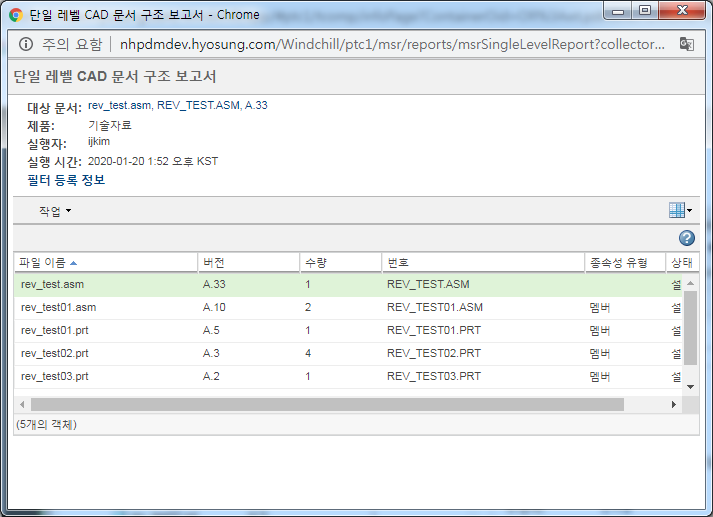 단일 레벨 CAD 문서 구조 보고서 - Chrome
주의 요함 nhpdmdev.hyosung.com/Windchill/ptc1/msr/reports/msrSingleLevelReport?collector...
단일 레벨 CAD 문서 구조 보고서
대상 문서: rev_test.asm, REV_TEST.ASM, A.33
제품: 기술자료
실행자: ijkim
실행 시간: 2020-01-20 1:52 오후 KST
필터 등록 정보
작업
파일 이름 버전 수량 번호 종속성 유형 상태
rev_test.asm A.33 1 REV_TEST.ASM 설
rev_test01.asm A.10 2 REV_TEST01.ASM 멤버 설
rev_test01.prt A.5 1 REV_TEST01.PRT 멤버 설
rev_test02.prt A.3 4 REV_TEST02.PRT 멤버 설
rev_test03.prt A.2 1 REV_TEST03.PRT 멤버 설
(5개의 객체)